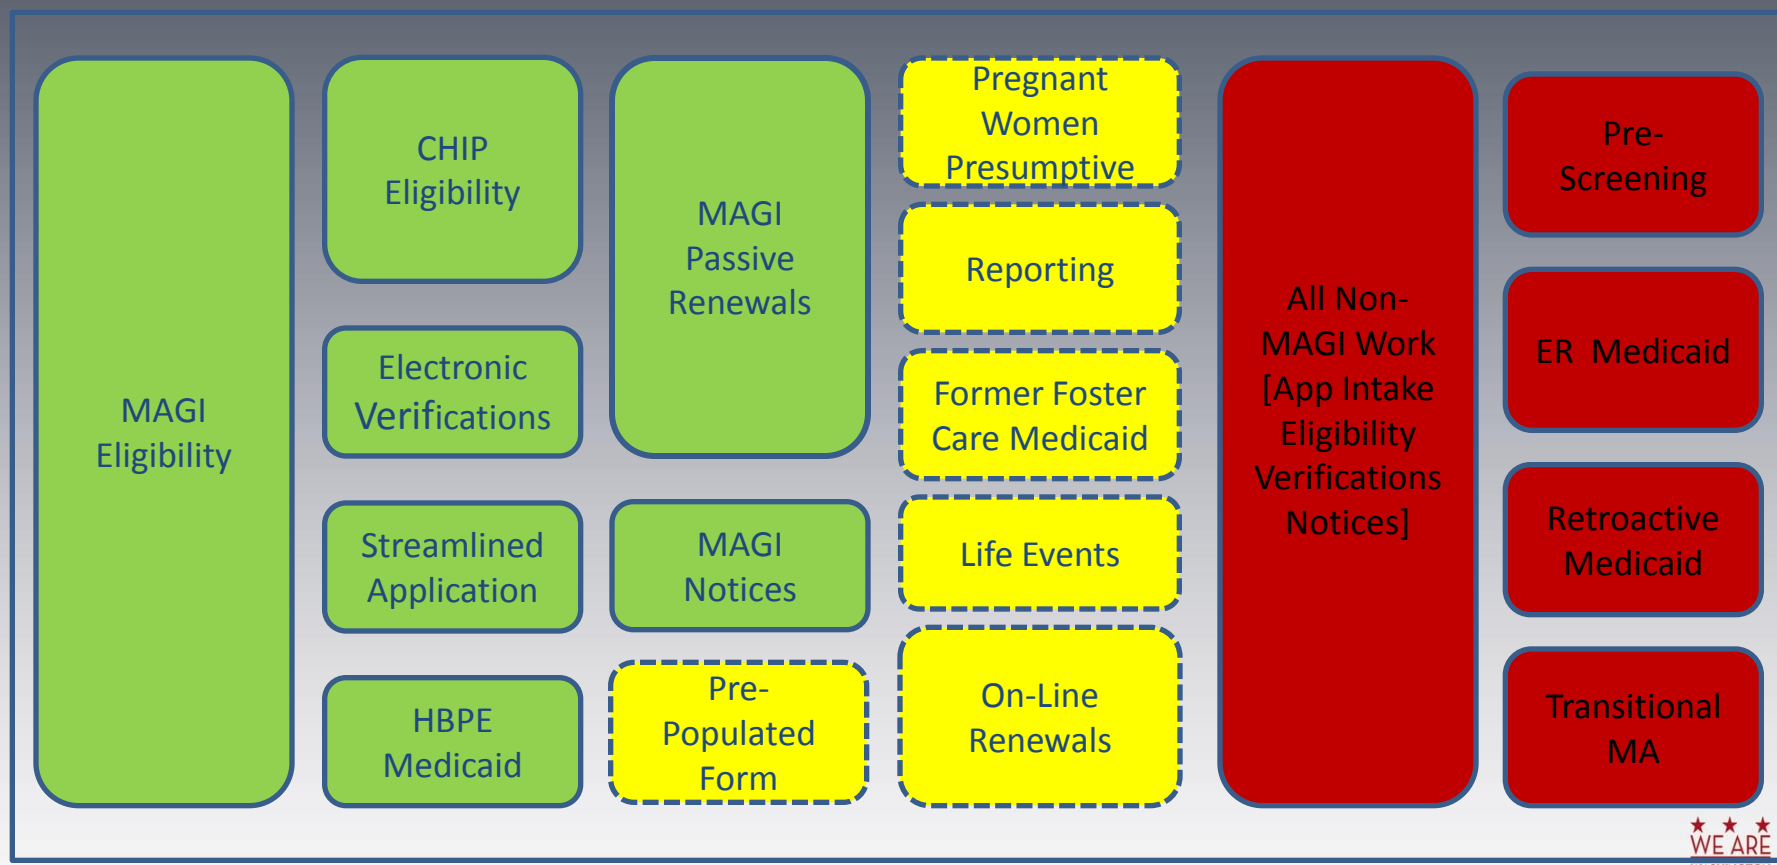 MAGI
Eligibility
CHIP
Eligibility
Electronic
Verifications
Streamlined
Application
HBPE
Medicaid
MAGI
Passive
Renewals
MAGI
Notices
Pre-
Populated
Form
Pregnant
Women
Presumptive
Reporting
Former Foster
Care Medicaid
Life Events
On-Line
Renewals
All Non-
MAGI Work
[App Intake
Eligibility
Verifications
Notices]
Pre-
Screening
ER Medicaid
Retroactive
Medicaid
Transitional
MA
WE ARE